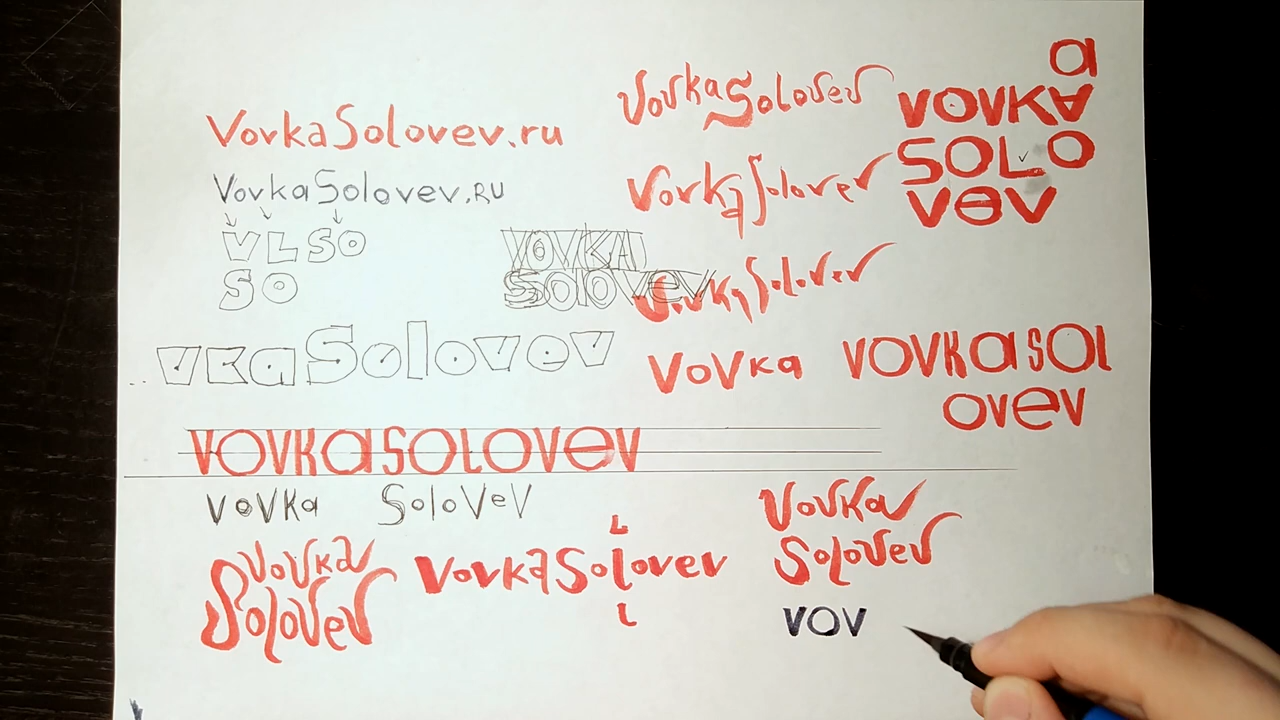 VovkaSolovev.ru
VovkaSolovev.RU
VLSO
SO
VOVKA
Solovev
vkaSolovev
VOVKaSOLOVev
VoVKa SoloVeV
Vovka
Solovev
L
VovkaSolovev
L
VovkaSolovev
VovkaSolovev
VovkaSolovev
a
VOVKA
SOLO
vev
VoVKa
VOVKaSOl
ovev
Vovka
Solovev
VOV